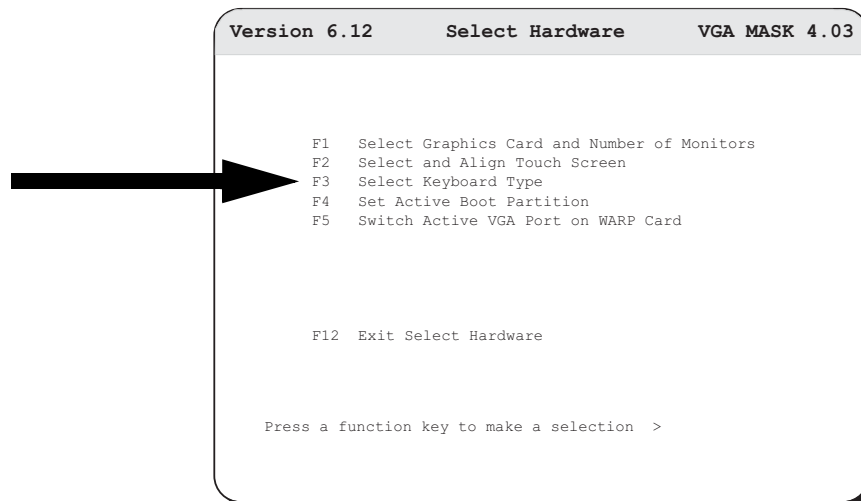 Version 6.12 Select Hardware VGA MASK 4.03
F1 Select Graphics Card and Number of Monitors
F2 Select and Align Touch Screen
F3 Select Keyboard Type
F4 Set Active Boot Partition
F5 Switch Active VGA Port on WARP Card
F12 Exit Select Hardware
Press a function key to make a selection >